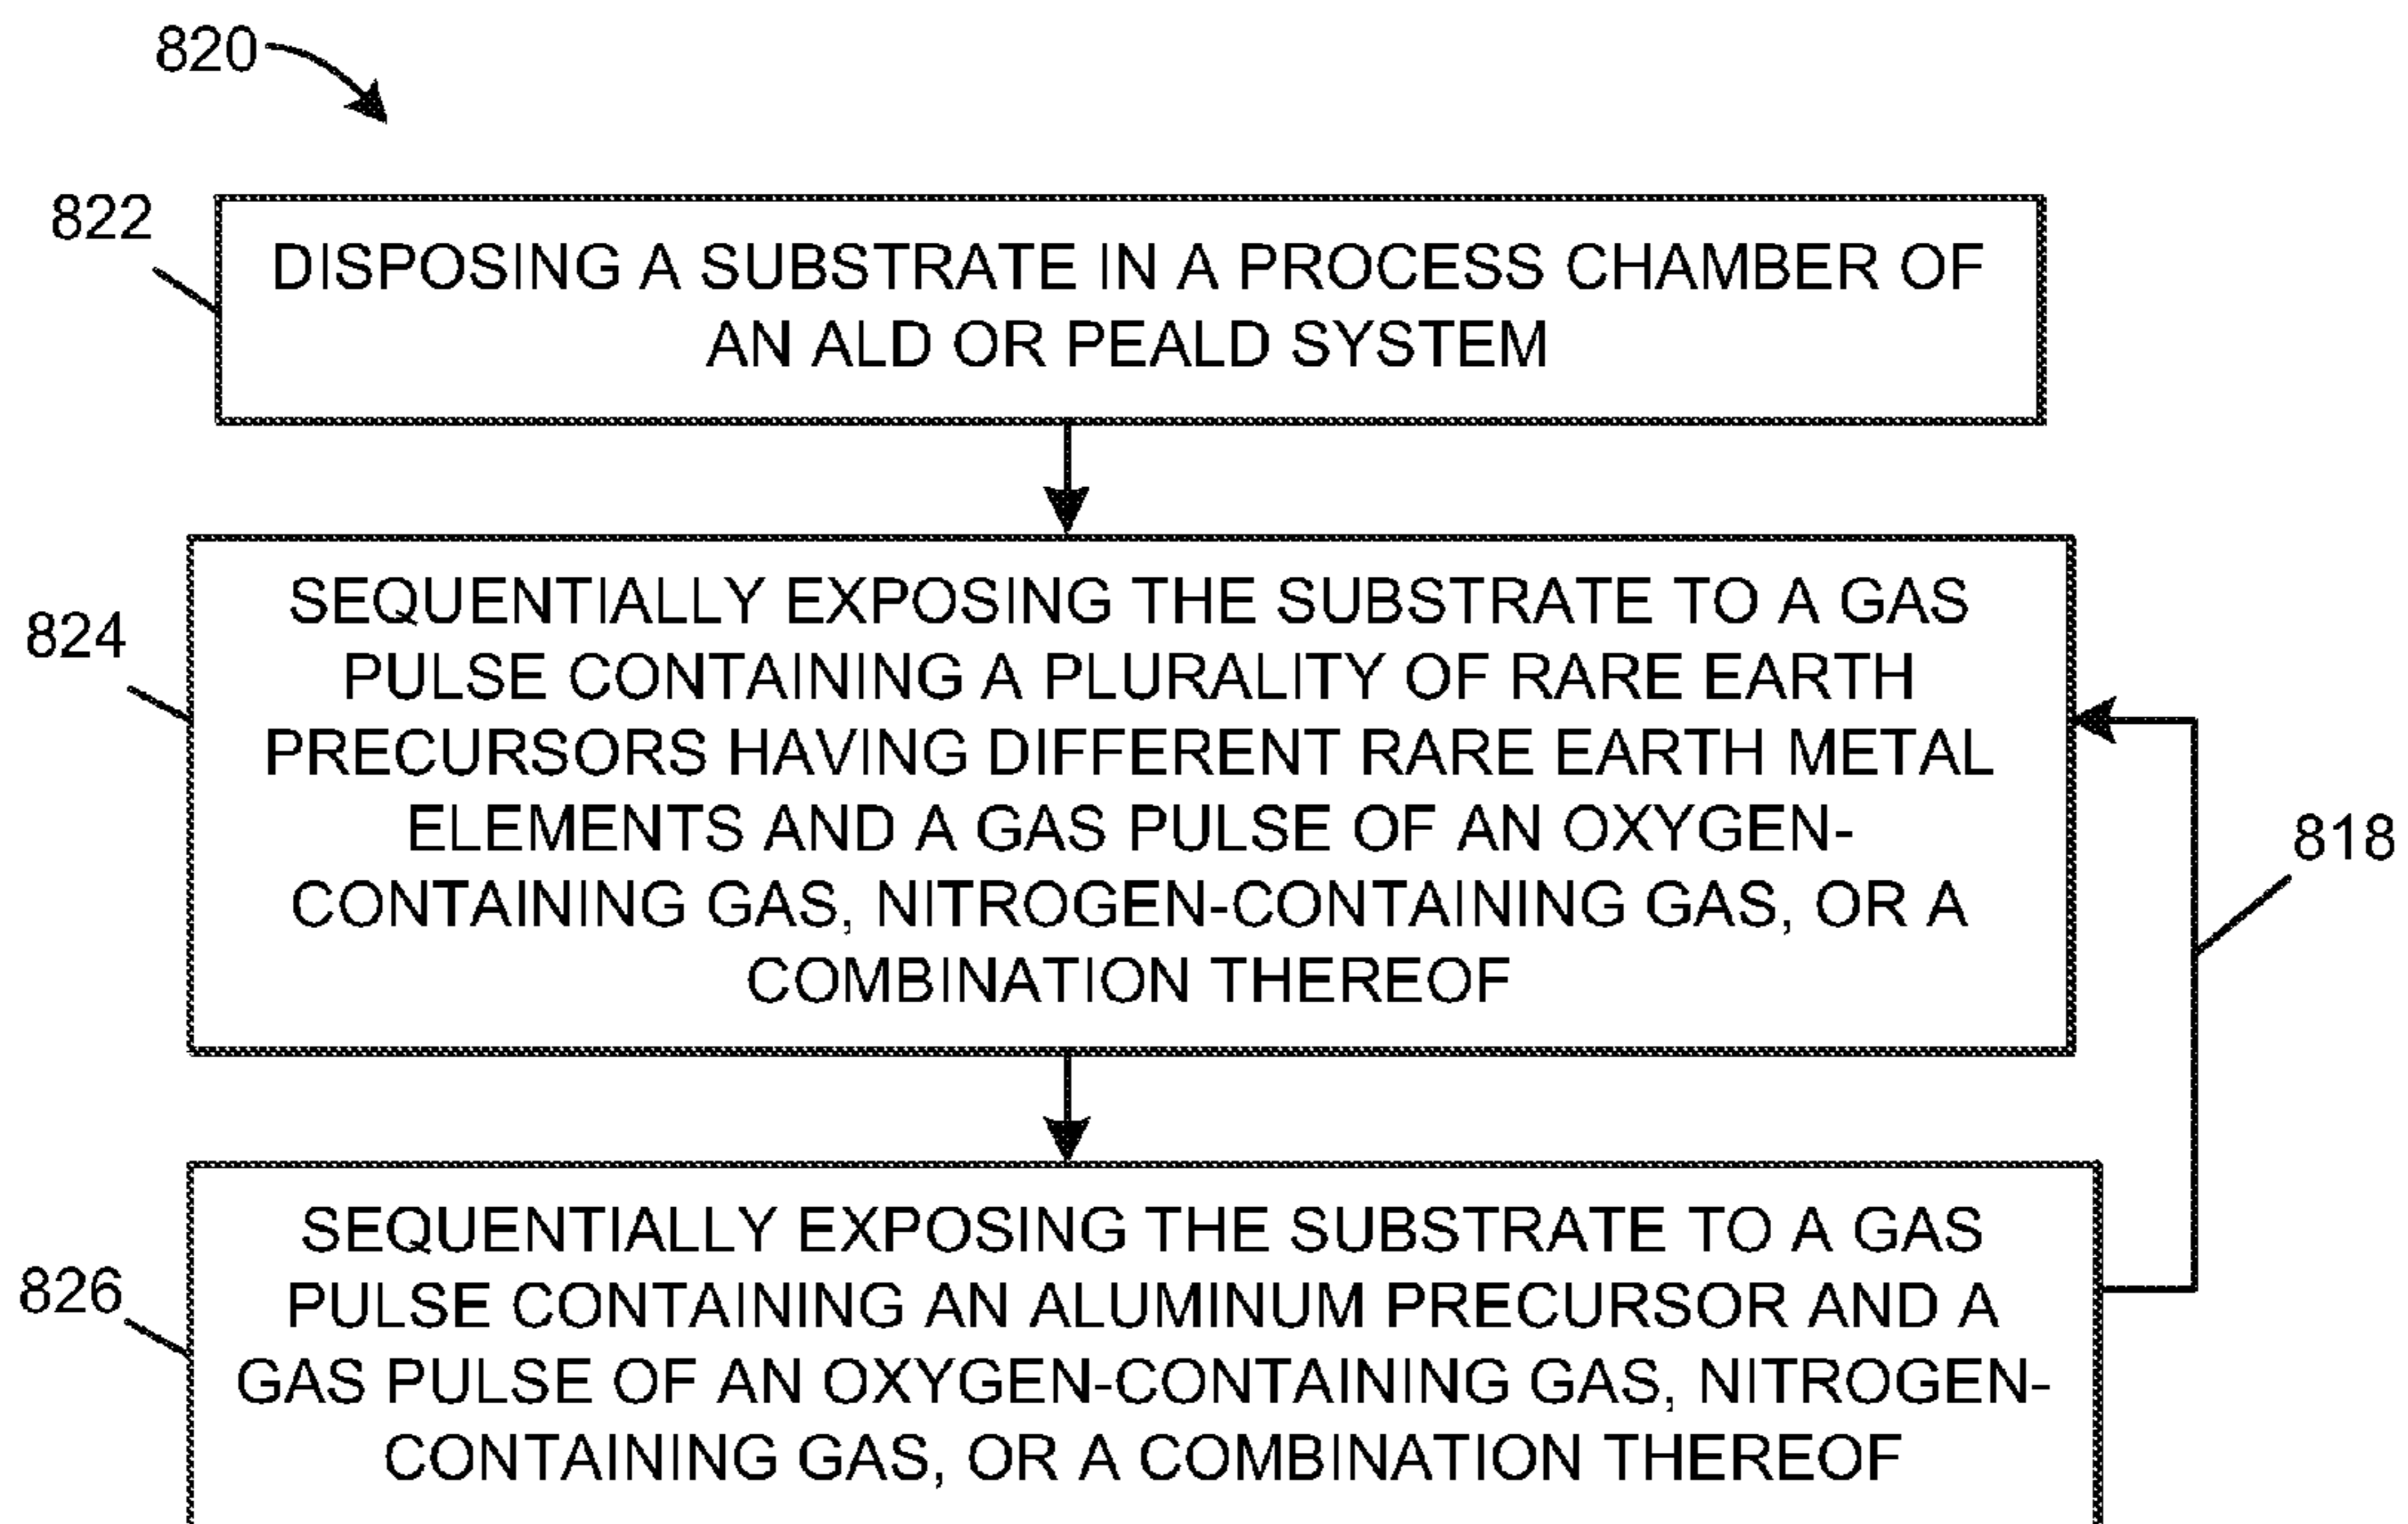 820
822
DISPOSING A SUBSTRATE IN A PROCESS CHAMBER OF
AN ALD OR PEALD SYSTEM
824
SEQUENTIALLY EXPOSING THE SUBSTRATE TO A GAS
PULSE CONTAINING A PLURALITY OF RARE EARTH
PRECURSORS HAVING DIFFERENT RARE EARTH METAL
ELEMENTS AND A GAS PULSE OF AN OXYGEN-
CONTAINING GAS, NITROGEN-CONTAINING GAS, OR A
COMBINATION THEREOF
818
826
SEQUENTIALLY EXPOSING THE SUBSTRATE TO A GAS
PULSE CONTAINING AN ALUMINUM PRECURSOR AND A
GAS PULSE OF AN OXYGEN-CONTAINING GAS, NITROGEN-
CONTAINING GAS, OR A COMBINATION THEREOF